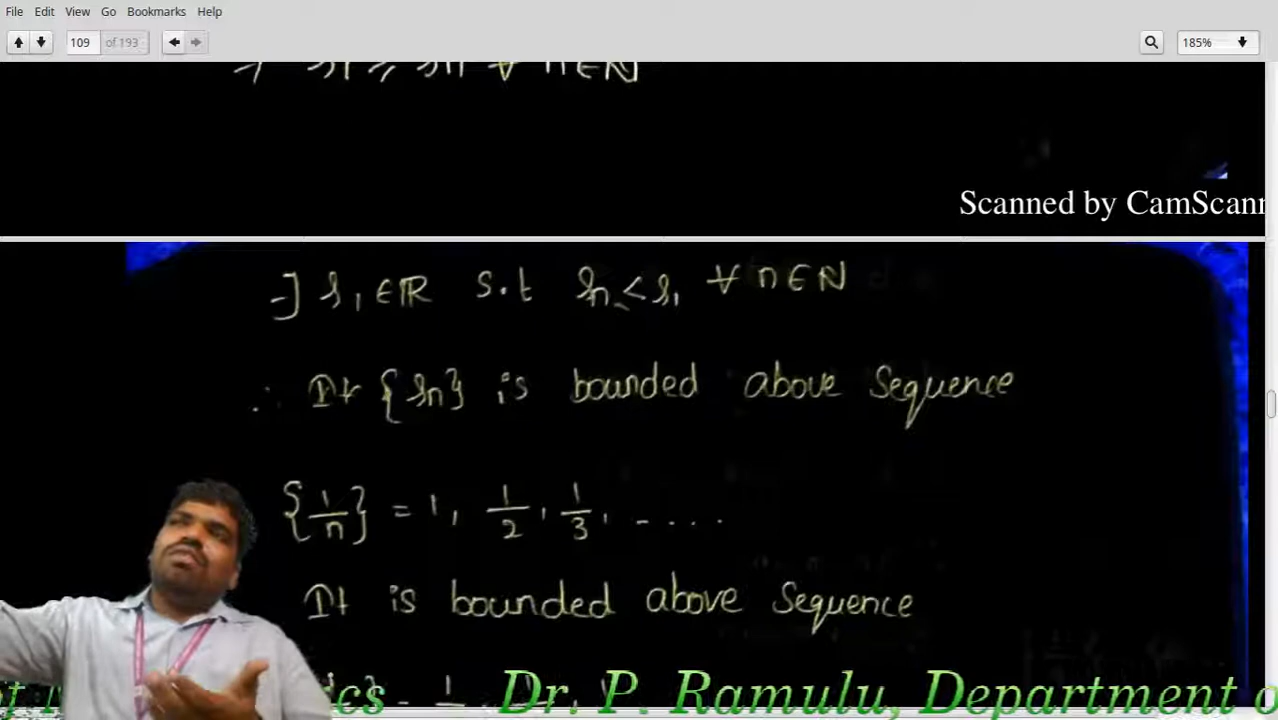 File Edit View Go Bookmarks Help
109 of 193 185%
∀ n∈N
Scanned by CamScann
∃ s₁ ∈ ℝ s.t sₙ < s₁ ∀ n ∈ N
∴ It {sn} is bounded above Sequence
{1/n} = 1, 1/2, 1/3, - ....
It is bounded above Sequence
cs Dr. P. Ramulu, Department o